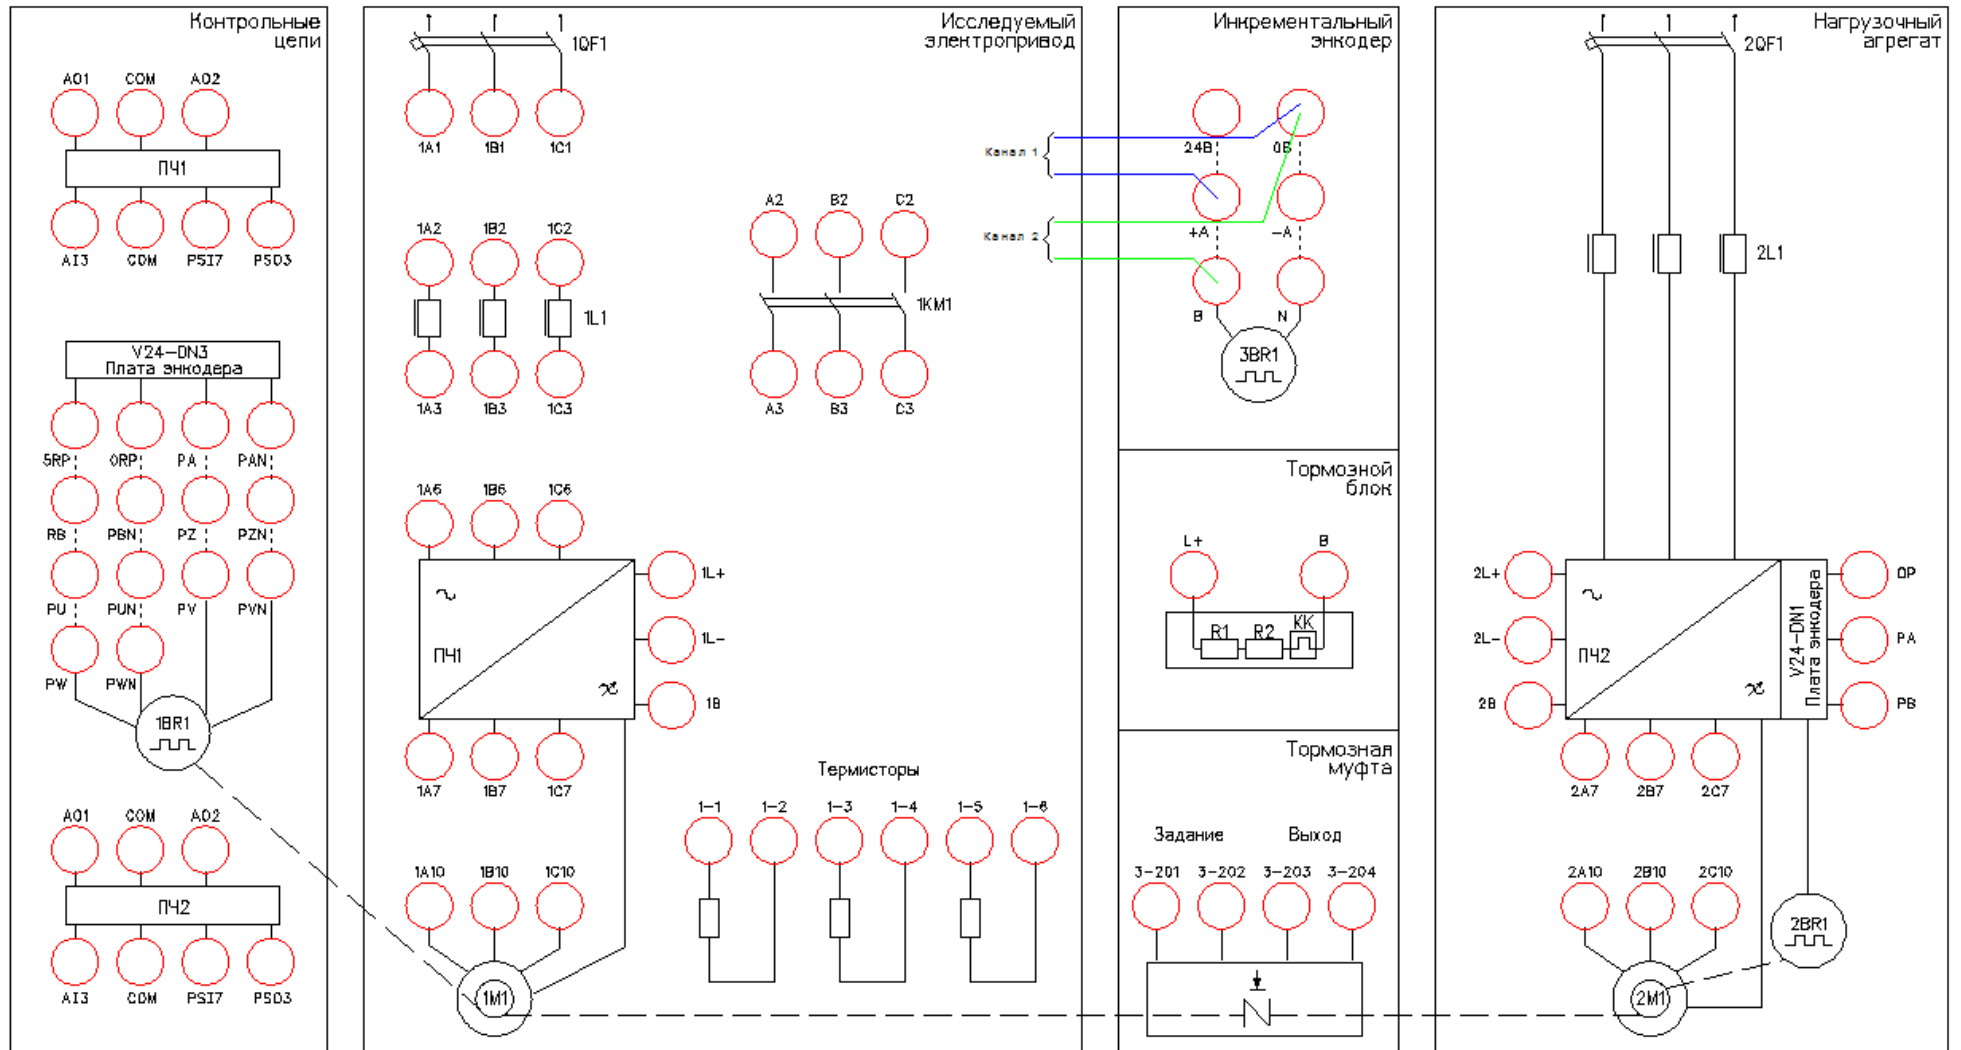 Контрольные
цепи
AO1 COM AO2
ПЧ1
AI3 COM PSI7 PSO3
V24-DN3
Плата энкодера
5RP 0RP PA PAN
RB PBN PZ PZN
PU PUN PV PVN
PW PWN
1BR1
AO1 COM AO2
ПЧ2
AI3 COM PSI7 PSO3
Исследуемый
электропривод
1QF1
1A1 1B1 1C1
1A2 1B2 1C2
1L1
1A3 1B3 1C3
A2 B2 C2
1KM1
A3 B3 C3
1A6 1B6 1C6
ПЧ1
1L+
1L-
1B
1A7 1B7 1C7
Термисторы
1-1 1-2 1-3 1-4 1-5 1-6
1A10 1B10 1C10
1M1
Инкрементальный
энкодер
Канал 1
24В 0В
Канал 2
+A -A
B N
3BR1
Тормозной
блок
L+ B
R1 R2 KK
Тормозная
муфта
Задание Выход
3-201 3-202 3-203 3-204
Нагрузочный
агрегат
2QF1
2L1
2L+
2L-
2B
ПЧ2
V24-DN1
Плата энкодера
0P
PA
PB
2A7 2B7 2C7
2A10 2B10 2C10
2BR1
2M1